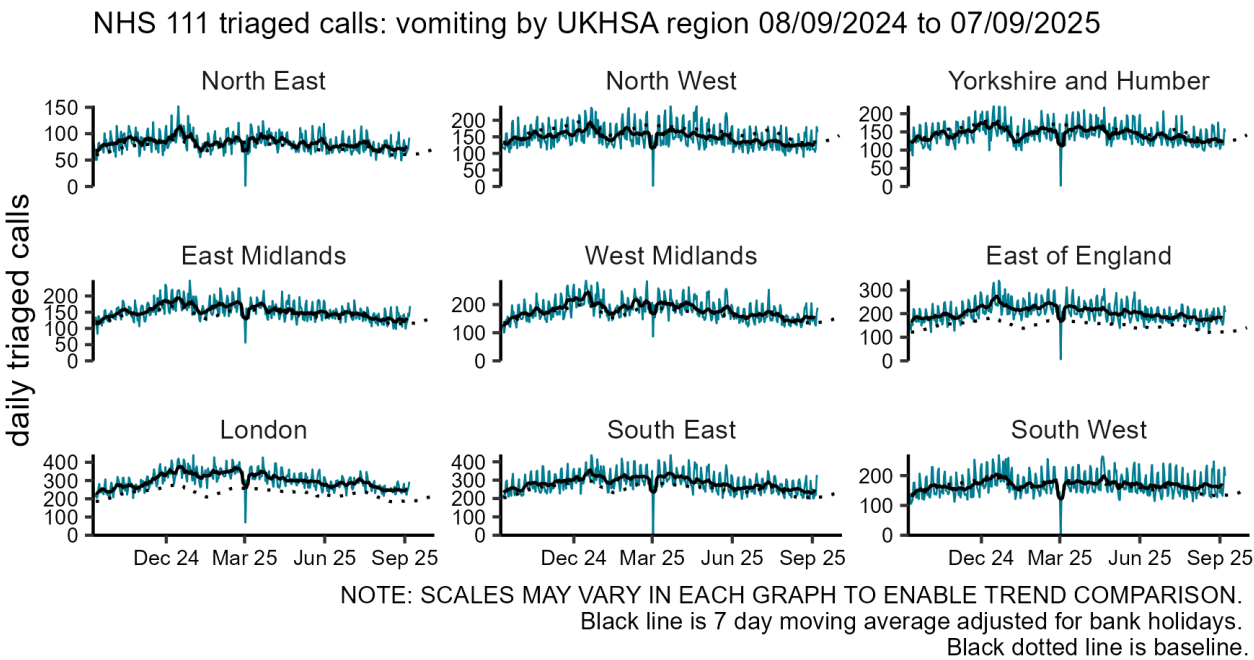 NHS 111 triaged calls: vomiting by UKHSA region 08/09/2024 to 07/09/2025
North East
North West
Yorkshire and Humber
150
100
50
0
200
150
100
50
0
200
150
100
50
0
daily triaged calls
East Midlands
West Midlands
East of England
200
150
100
50
0
200
100
0
300
200
100
0
London
South East
South West
400
300
200
100
0
400
300
200
100
0
200
100
0
Dec 24 Mar 25 Jun 25 Sep 25
Dec 24 Mar 25 Jun 25 Sep 25
Dec 24 Mar 25 Jun 25 Sep 25
NOTE: SCALES MAY VARY IN EACH GRAPH TO ENABLE TREND COMPARISON.
Black line is 7 day moving average adjusted for bank holidays.
Black dotted line is baseline.